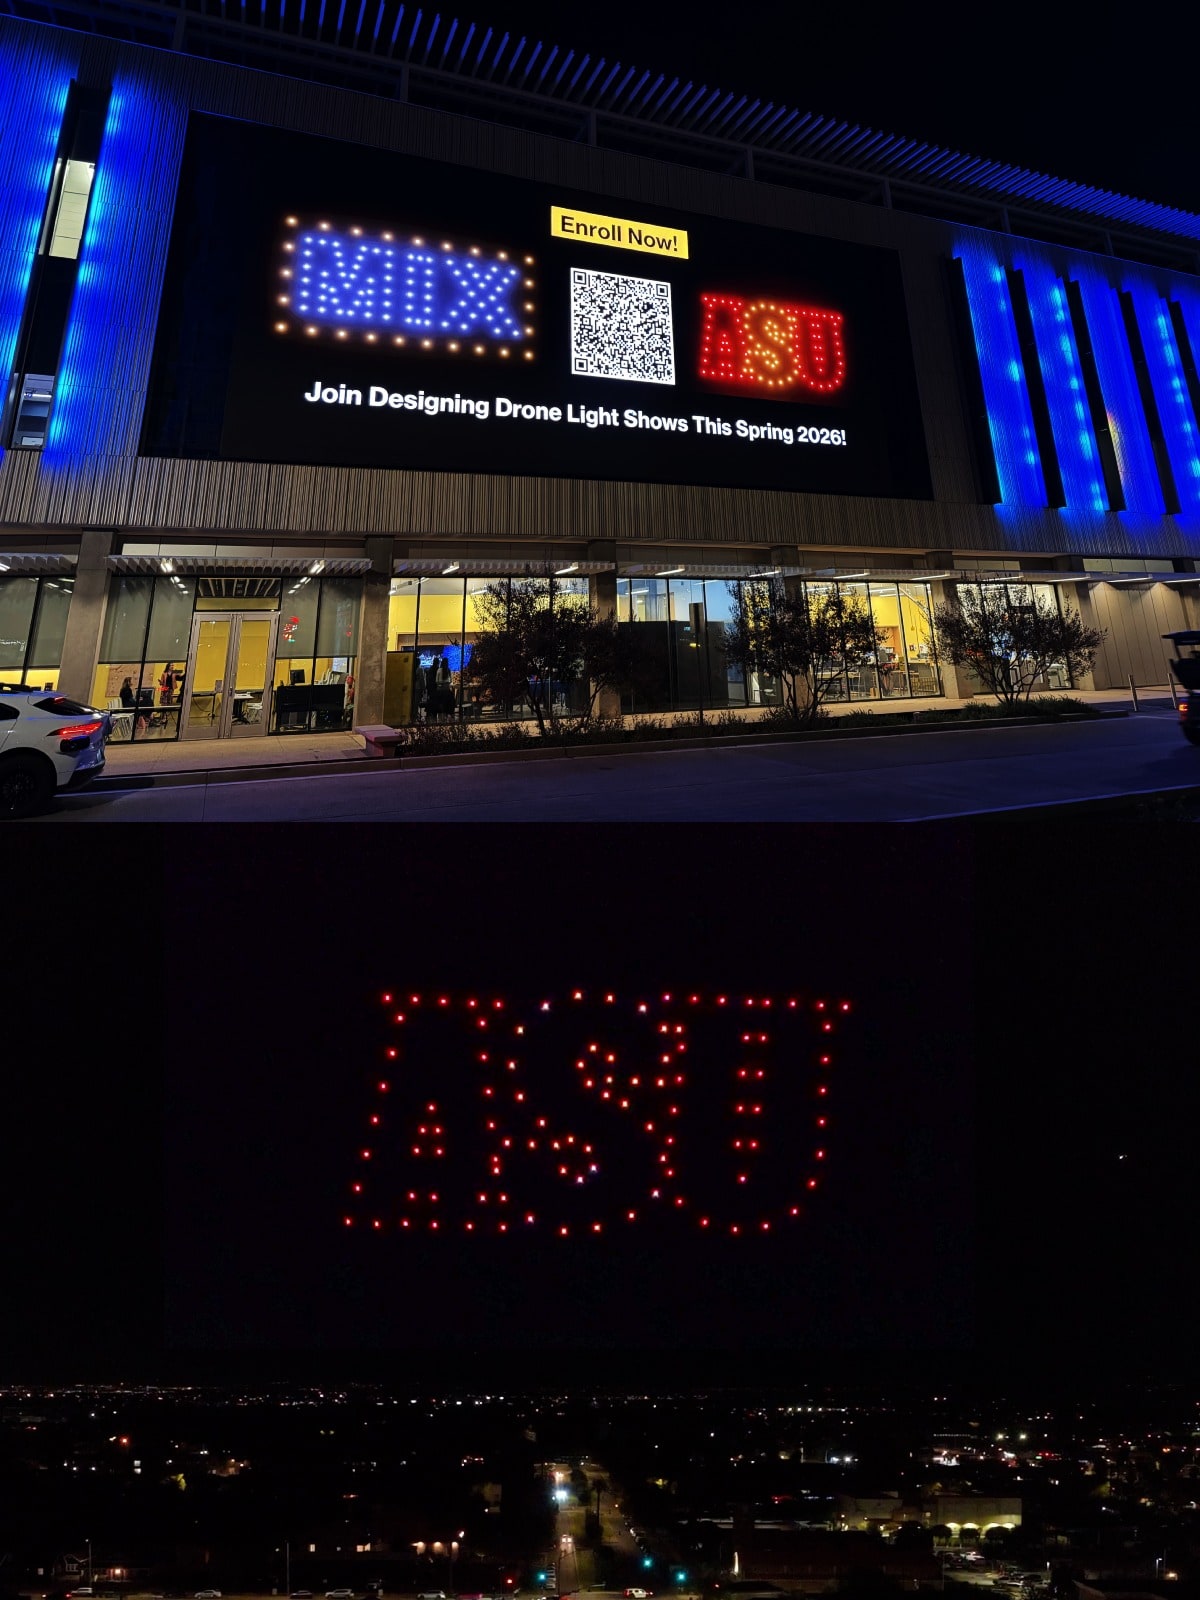 Enroll Now!
MIX
ASU
Join Designing Drone Light Shows This Spring 2026!
ASU